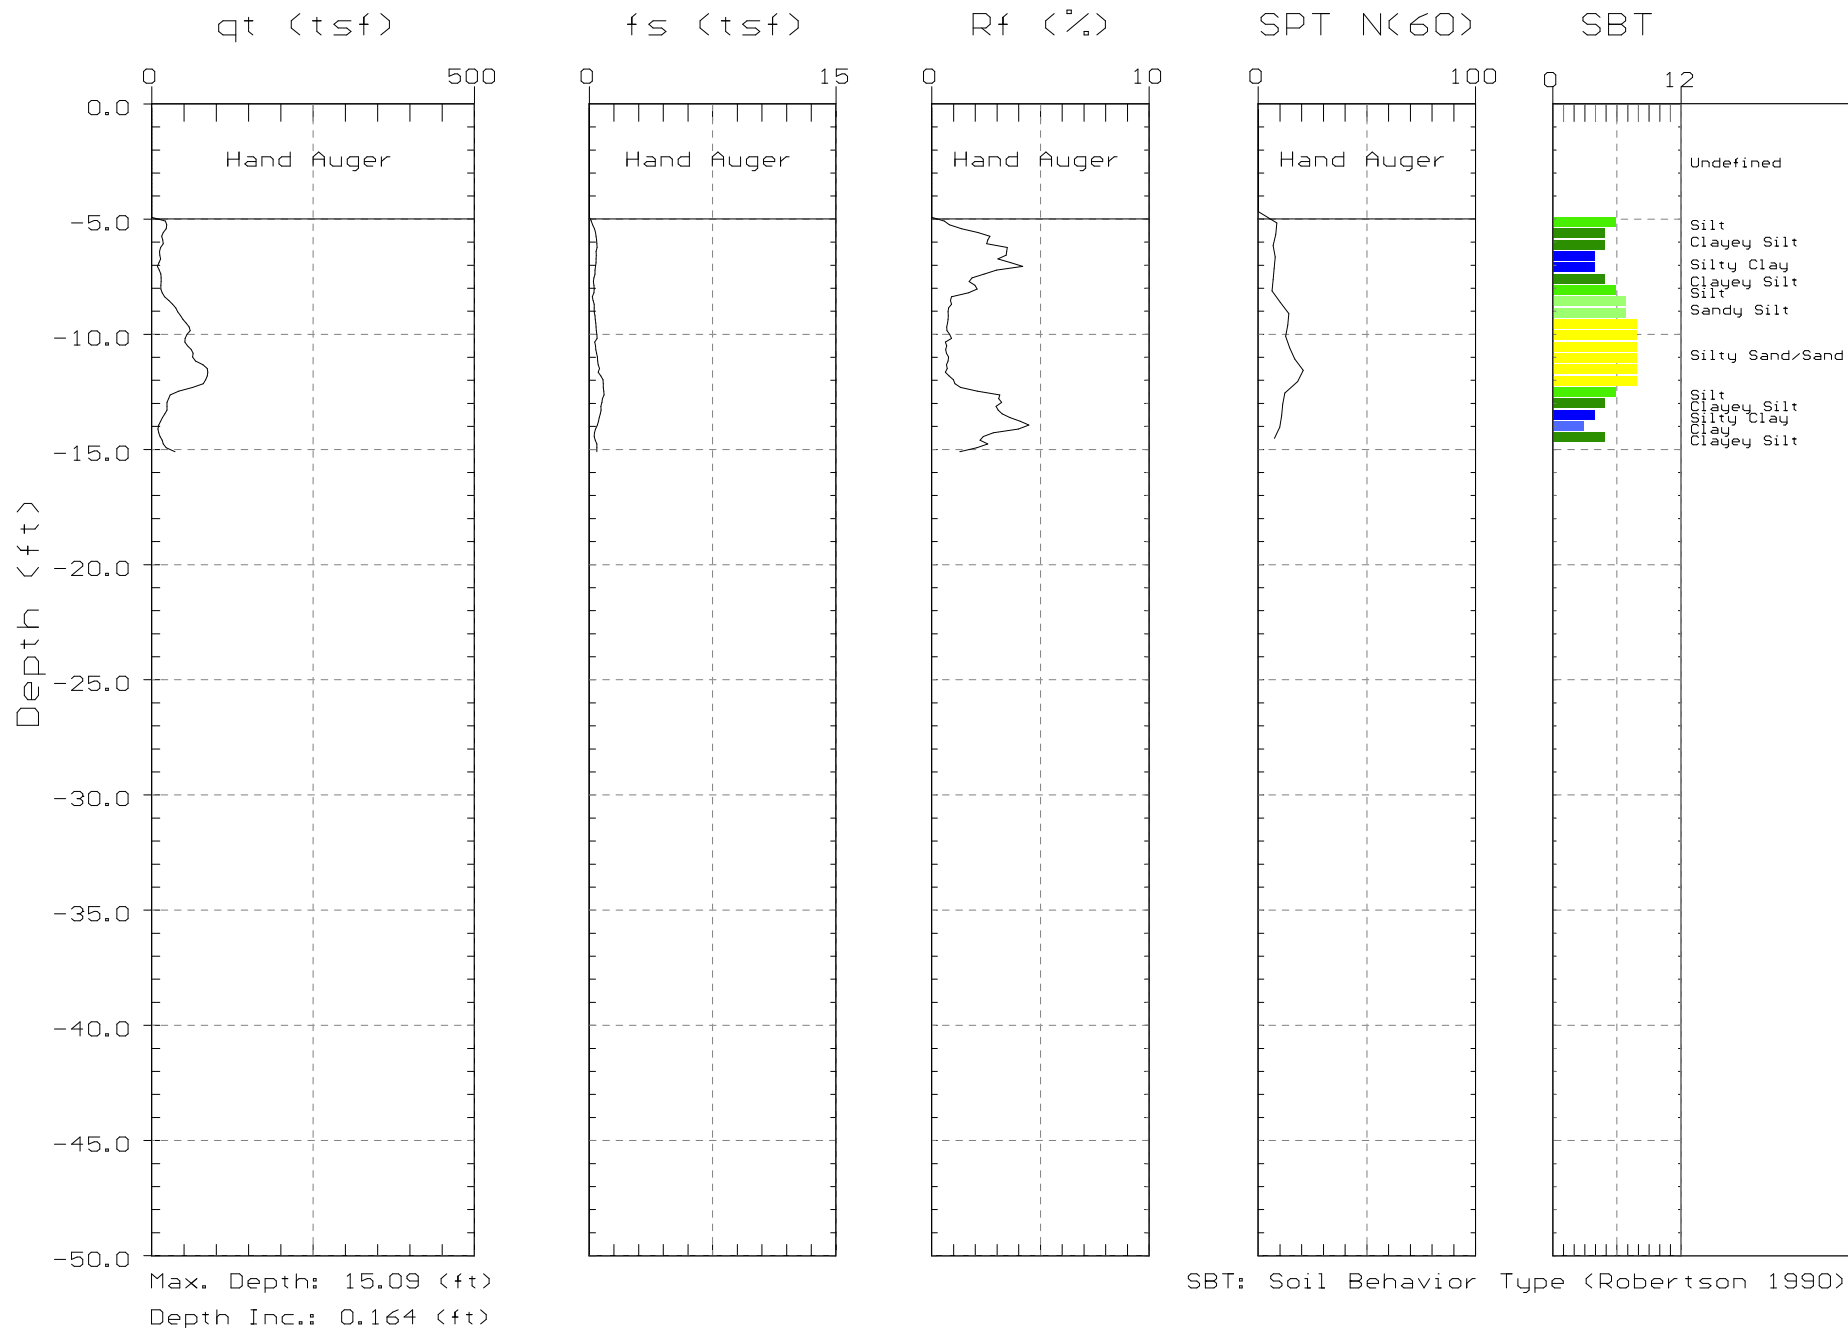 qt (tsf) fs (tsf) Rf (%) SPT N(60) SBT
0 500 0 15 0 10 0 100 0 12
0.0
Hand Auger Hand Auger Hand Auger Hand Auger Undefined
-5.0
Silt
Clayey Silt
Silty Clay
Clayey Silt
Silt
Sandy Silt
-10.0
Silty Sand/Sand
Silt
Clayey Silt
Silty Clay
Clay
Clayey Silt
-15.0
-20.0
-25.0
-30.0
-35.0
-40.0
-45.0
-50.0
Depth (ft)
Max. Depth: 15.09 (ft) SBT: Soil Behavior Type (Robertson 1990)
Depth Inc.: 0.164 (ft)